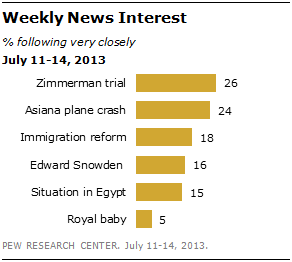 Weekly News Interest
% following very closely
July 11-14, 2013
Zimmerman trial 26
Asiana plane crash 24
Immigration reform 18
Edward Snowden 16
Situation in Egypt 15
Royal baby 5
PEW RESEARCH CENTER. July 11-14, 2013.